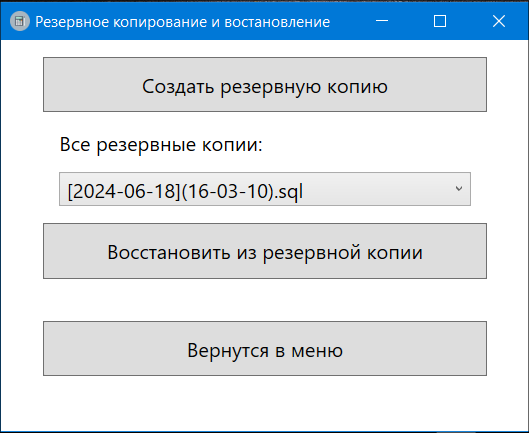 Резервное копирование и востановление
Создать резервную копию
Все резервные копии:
[2024-06-18](16-03-10).sql
Восстановить из резервной копии
Вернутся в меню